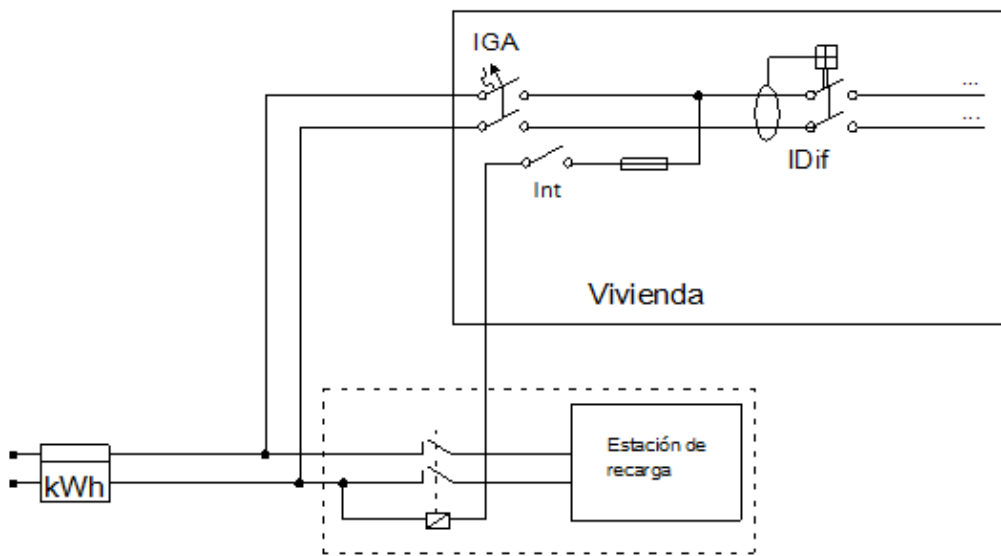 IGA
...
...
IDif
Int
Vivienda
Estación de
recarga
kWh